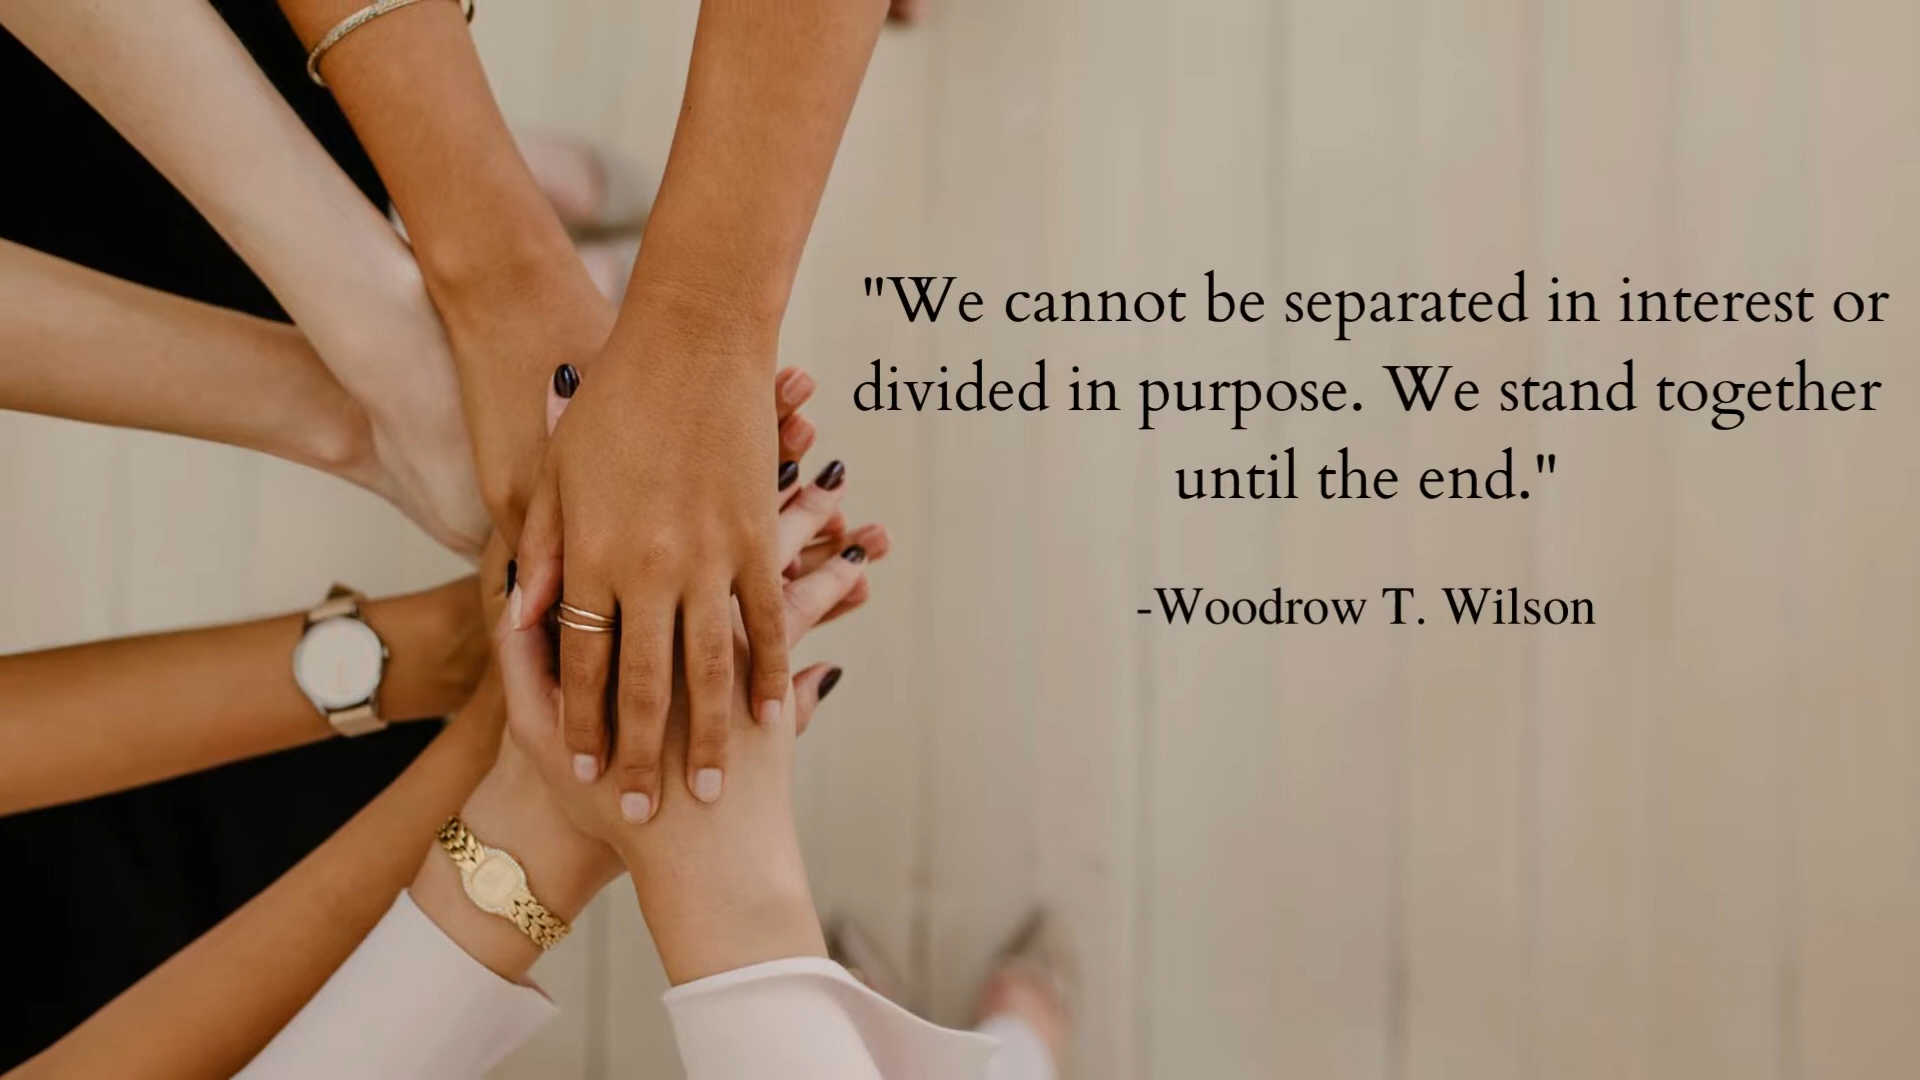 "We cannot be separated in interest or
divided in purpose. We stand together
until the end."
-Woodrow T. Wilson